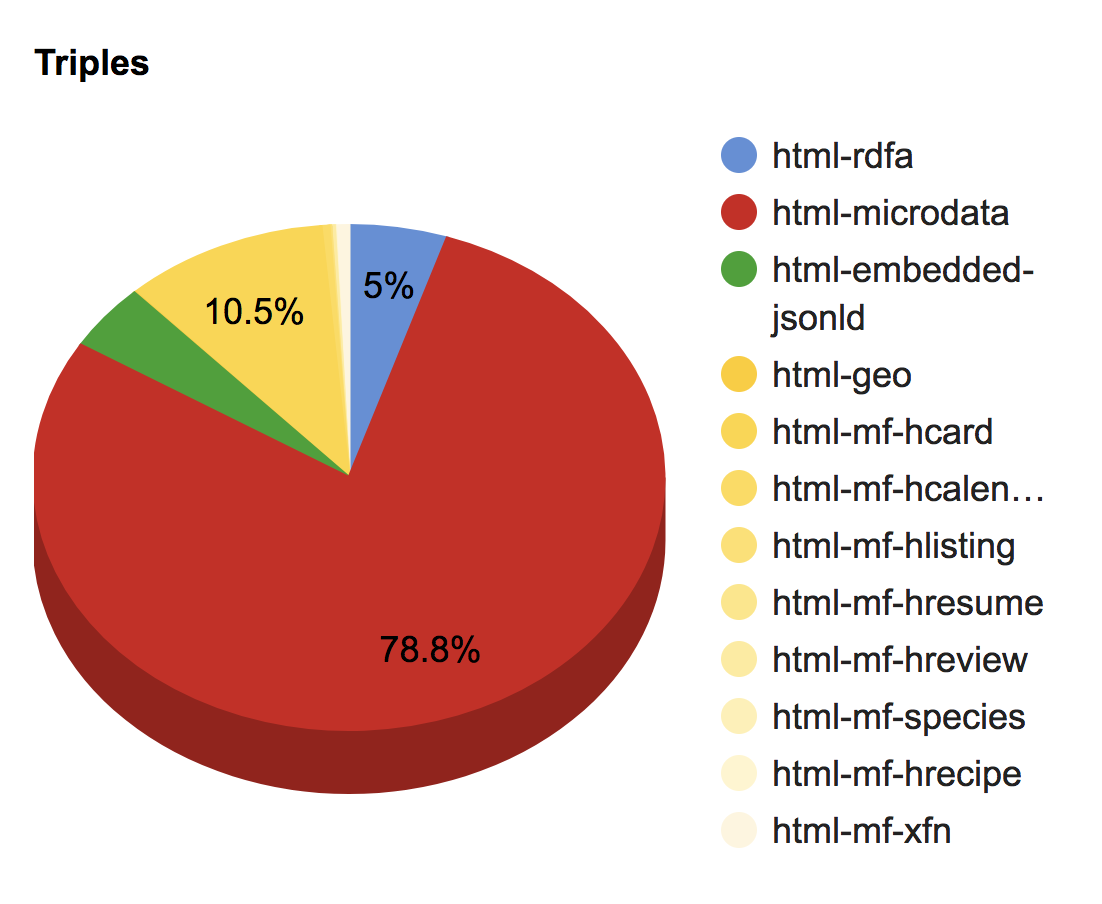 Triples
5%
10.5%
78.8%
html-rdfa
html-microdata
html-embedded-
jsonld
html-geo
html-mf-hcard
html-mf-hcalen…
html-mf-hlisting
html-mf-hresume
html-mf-hreview
html-mf-species
html-mf-hrecipe
html-mf-xfn